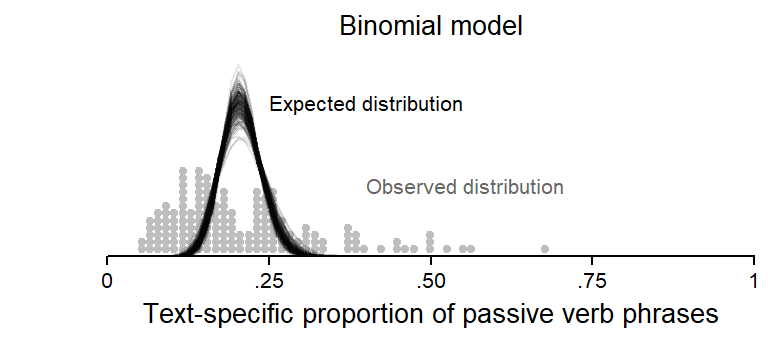 Binomial model
Expected distribution
Observed distribution
0 .25 .50 .75 1
Text-specific proportion of passive verb phrases